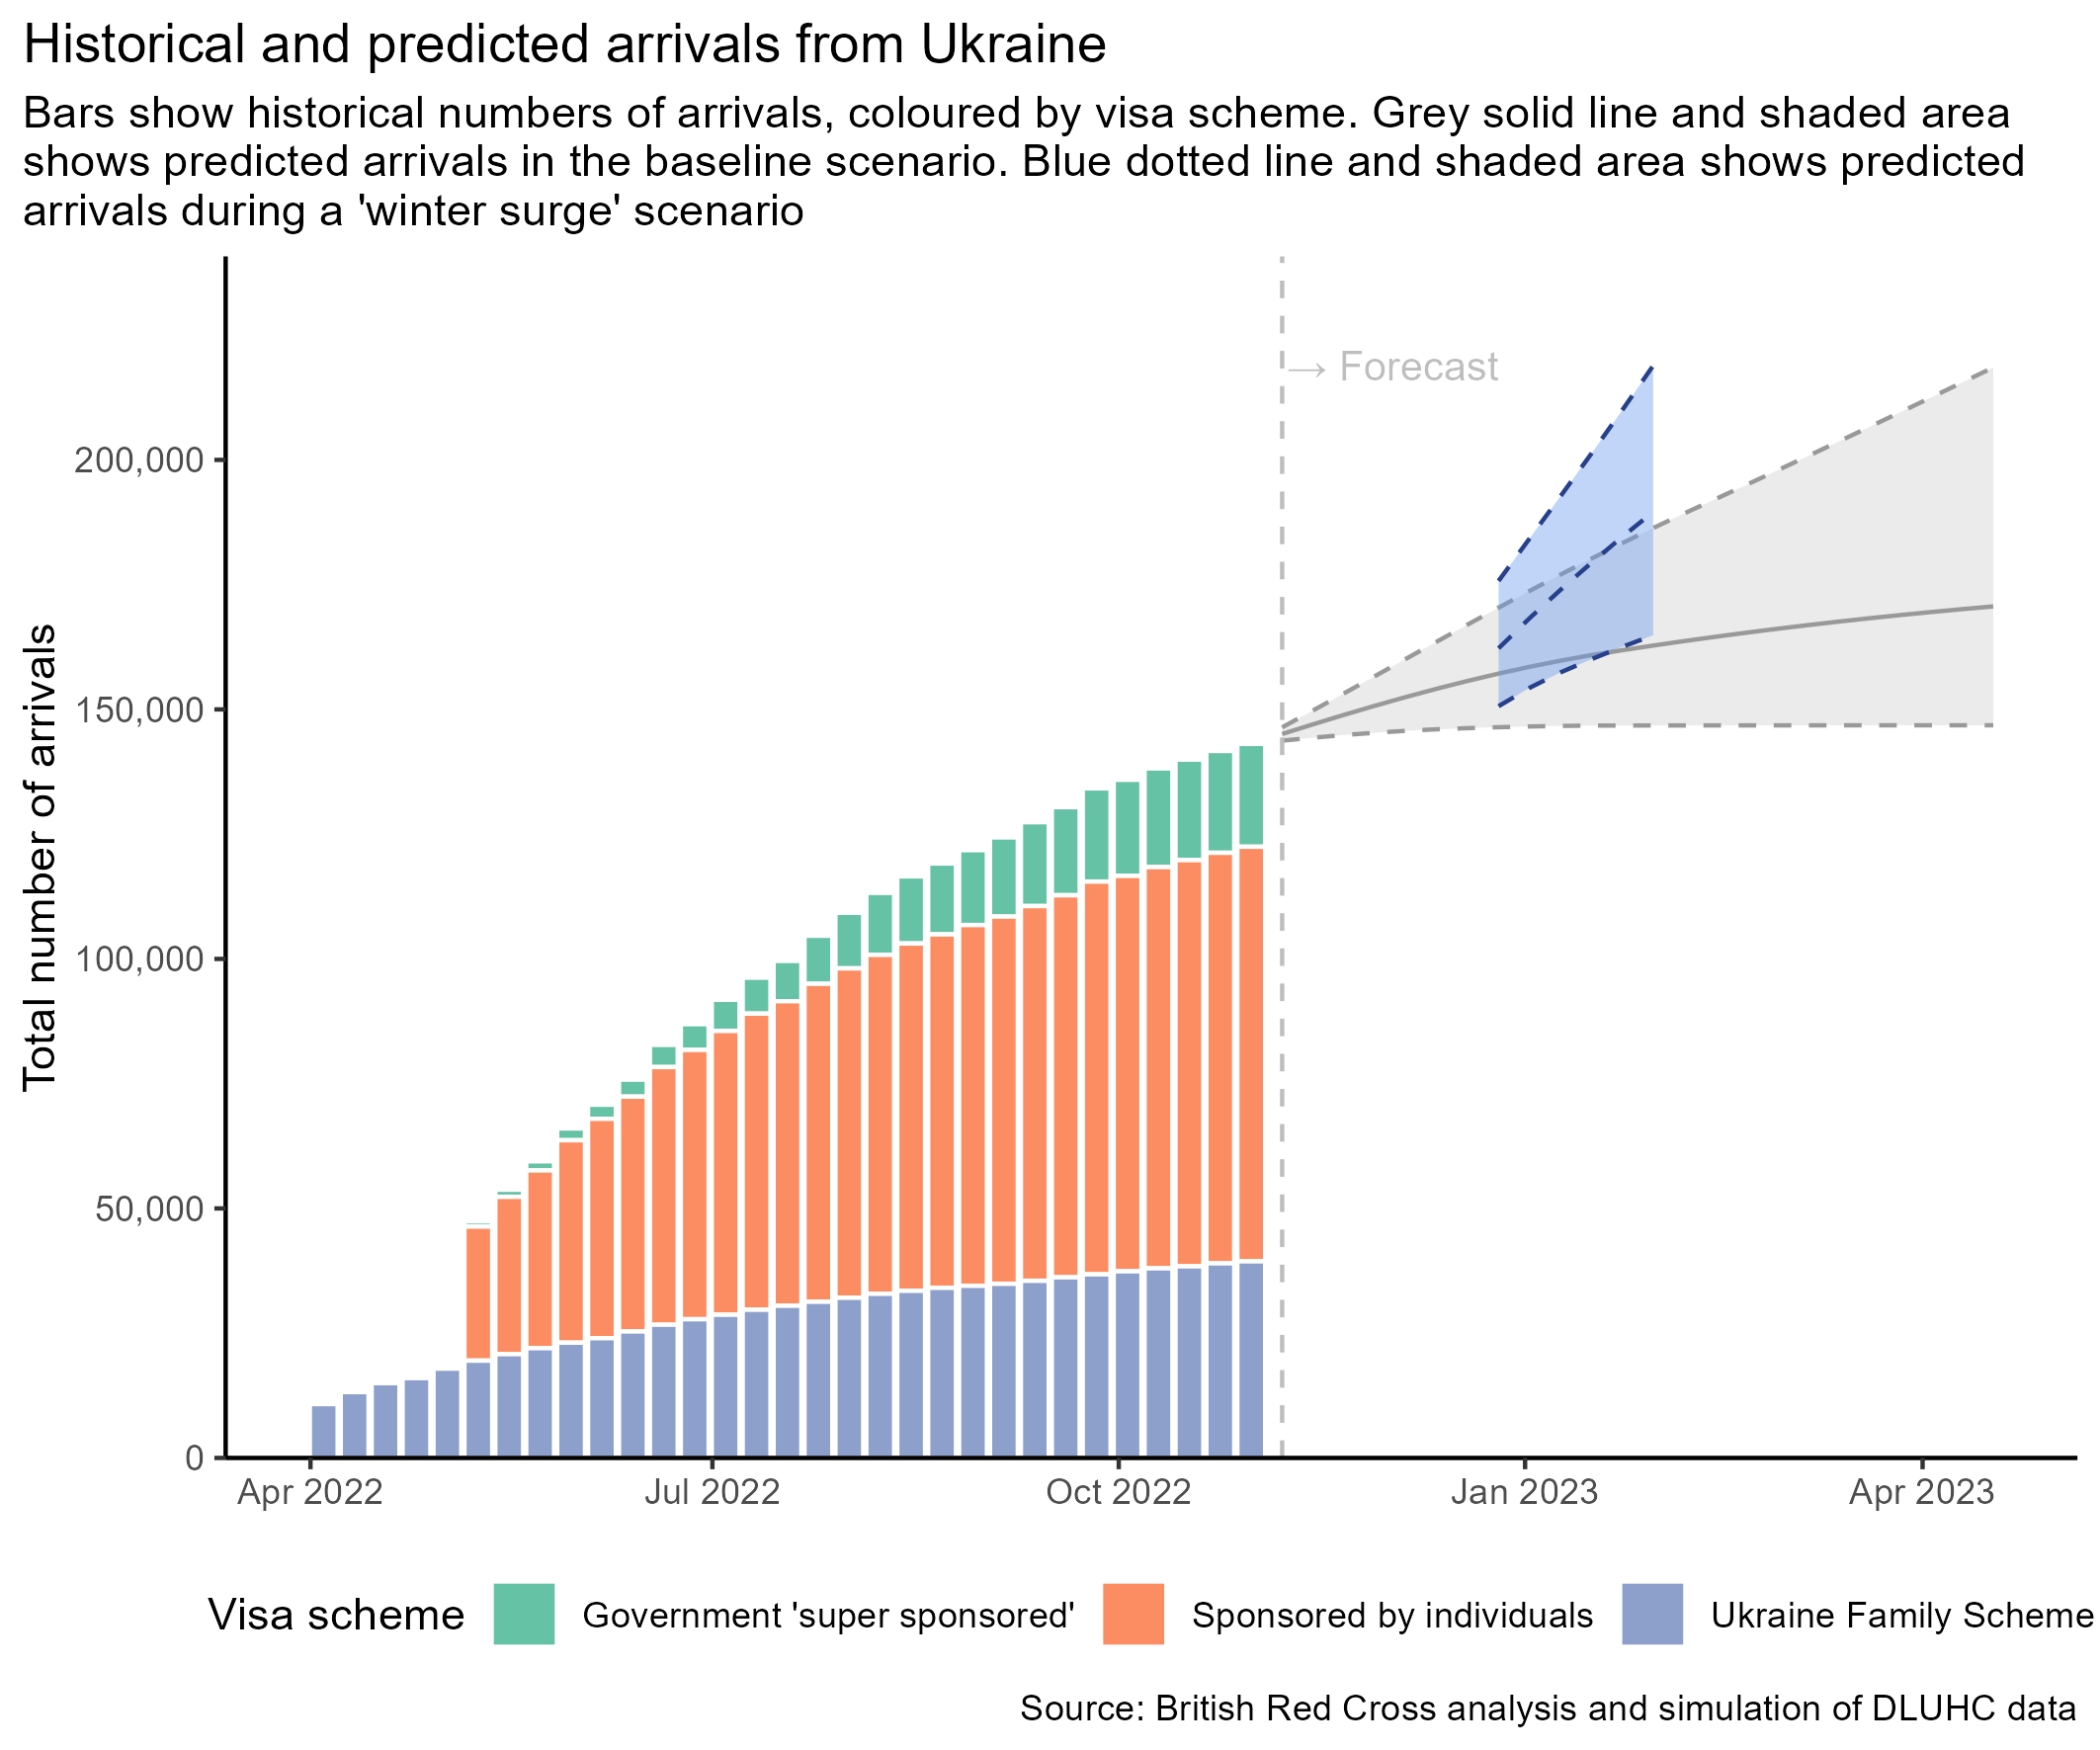 Historical and predicted arrivals from Ukraine
Bars show historical numbers of arrivals, coloured by visa scheme. Grey solid line and shaded area
shows predicted arrivals in the baseline scenario. Blue dotted line and shaded area shows predicted
arrivals during a 'winter surge' scenario
→ Forecast
Total number of arrivals
200,000
150,000
100,000
50,000
0
Apr 2022
Jul 2022
Oct 2022
Jan 2023
Apr 2023
Visa scheme
Government 'super sponsored'
Sponsored by individuals
Ukraine Family Scheme
Source: British Red Cross analysis and simulation of DLUHC data